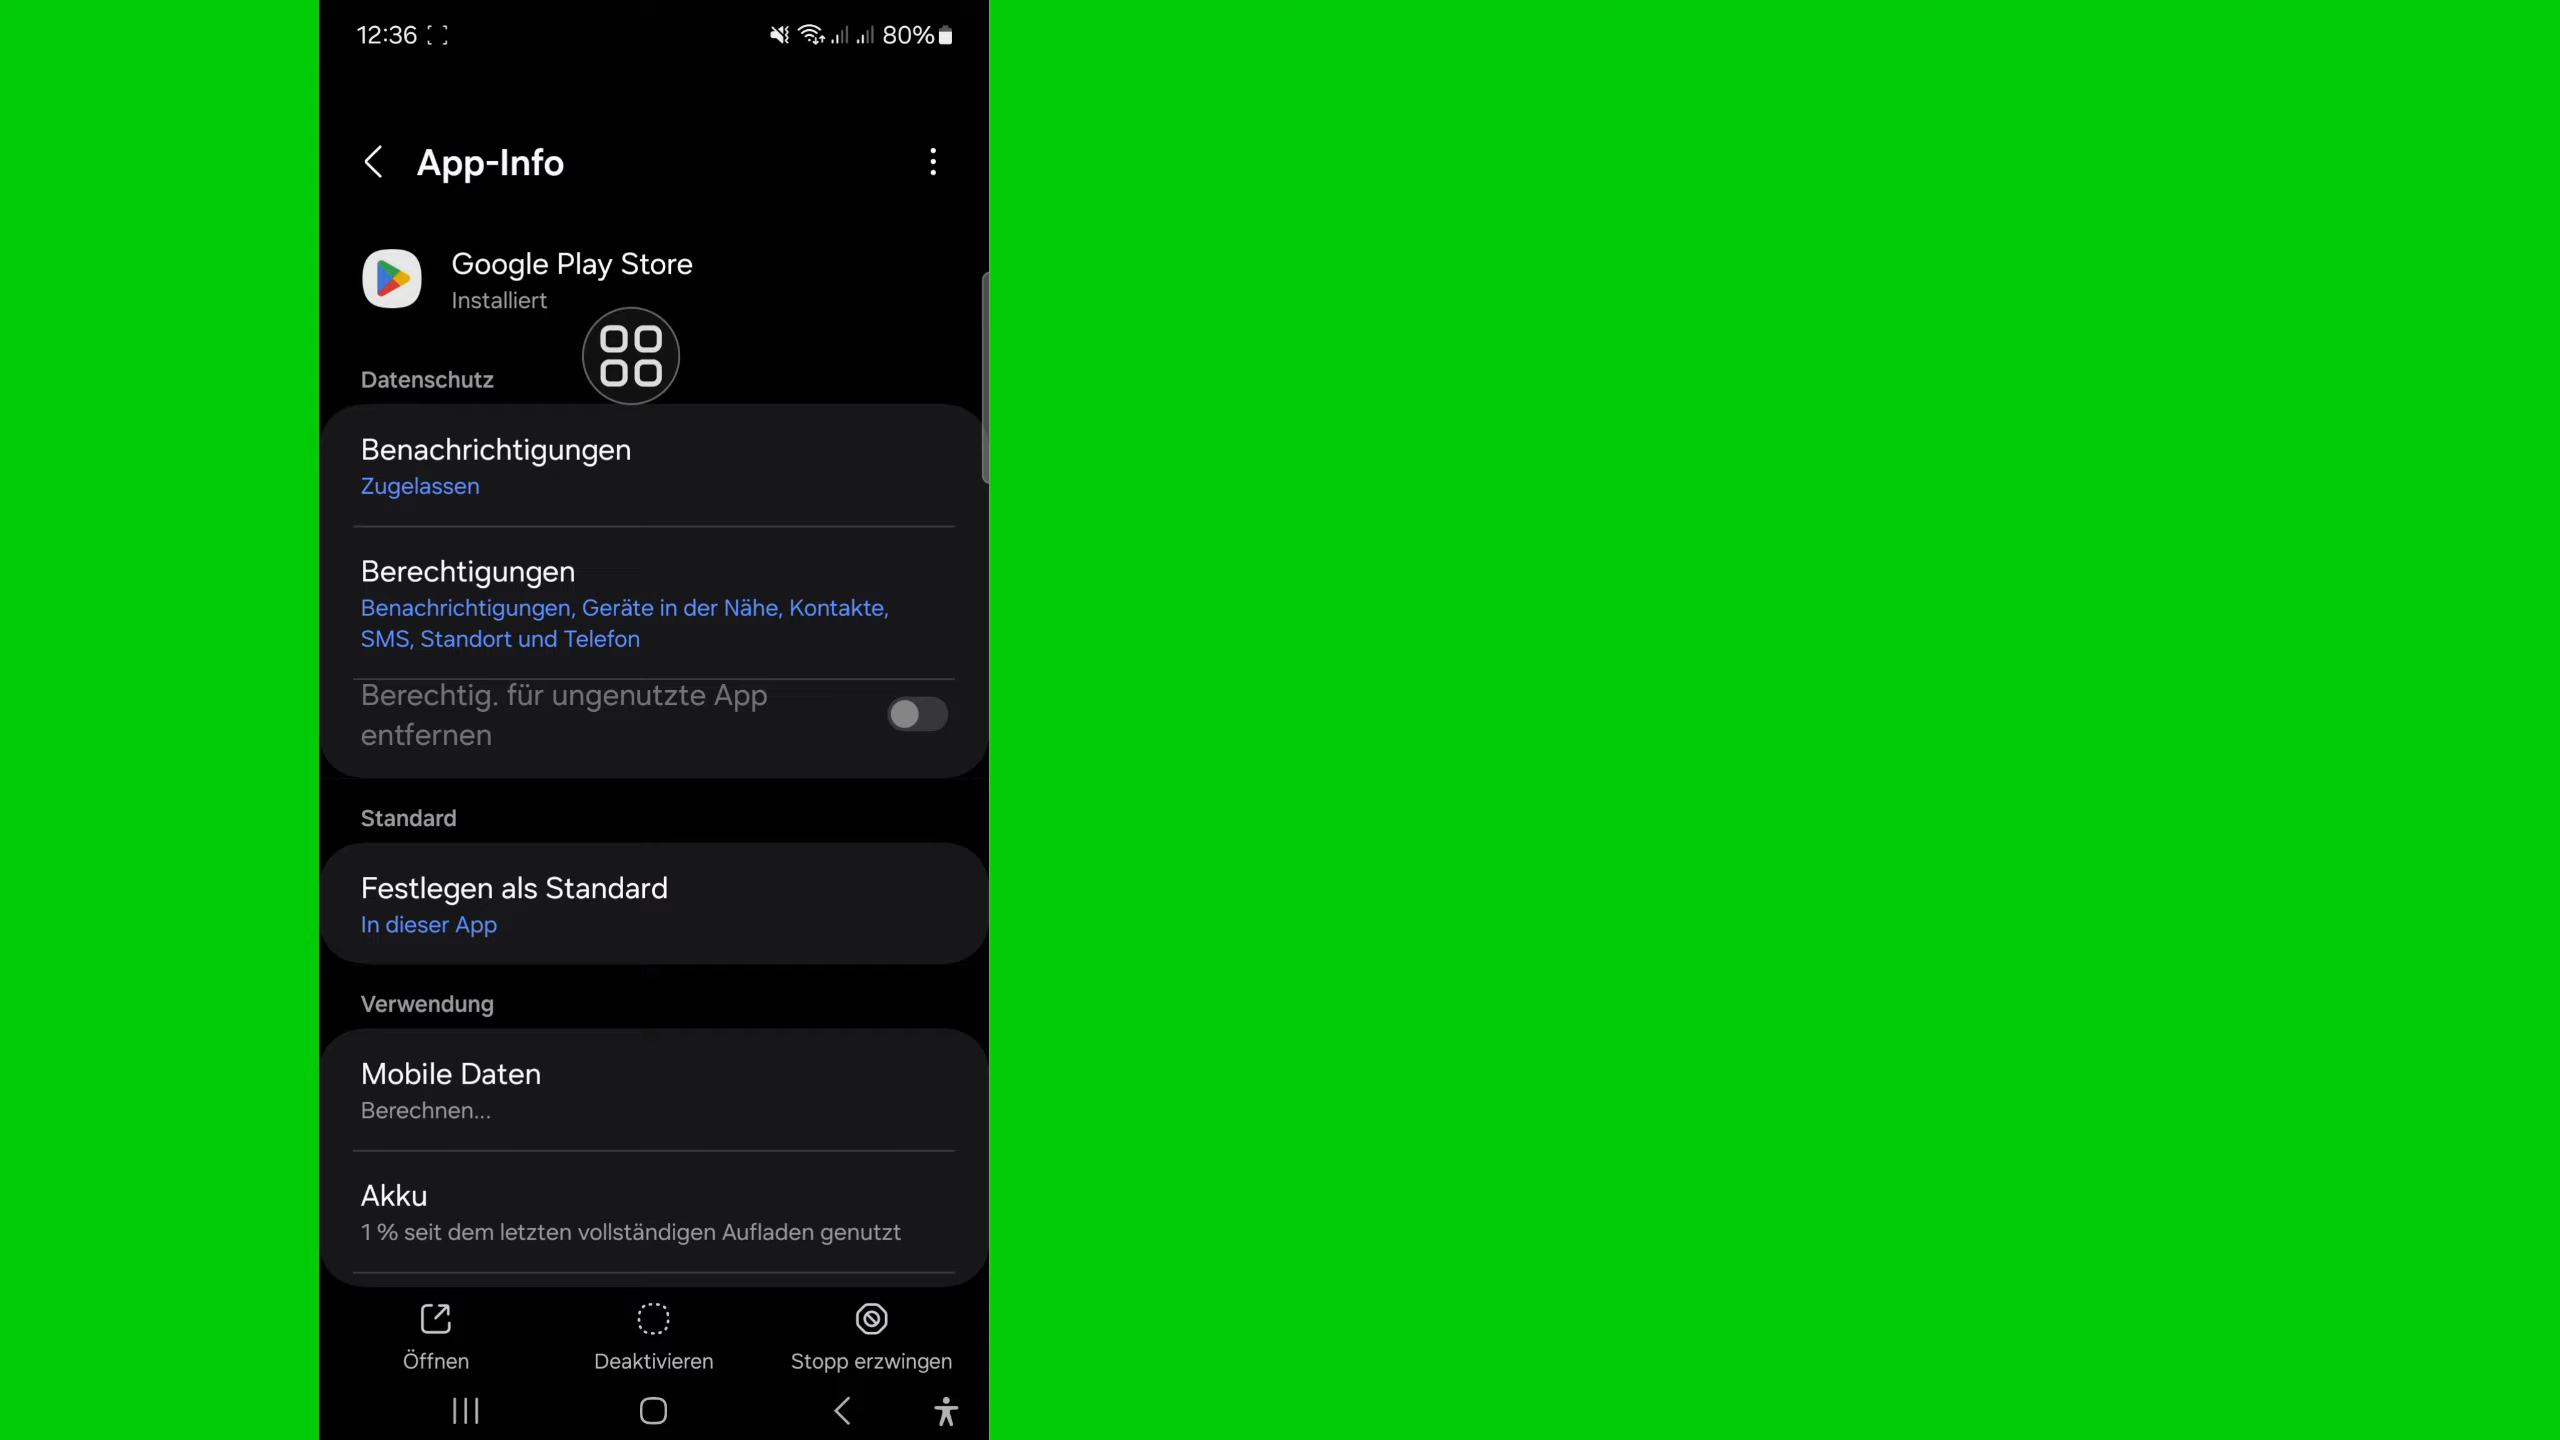 12:36 80%
App-Info
Google Play Store
Installiert
Datenschutz
Benachrichtigungen
Zugelassen
Berechtigungen
Benachrichtigungen, Geräte in der Nähe, Kontakte,
SMS, Standort und Telefon
Berechtig. für ungenutzte App
entfernen
Standard
Festlegen als Standard
In dieser App
Verwendung
Mobile Daten
Berechnen...
Akku
1 % seit dem letzten vollständigen Aufladen genutzt
Öffnen Deaktivieren Stopp erzwingen